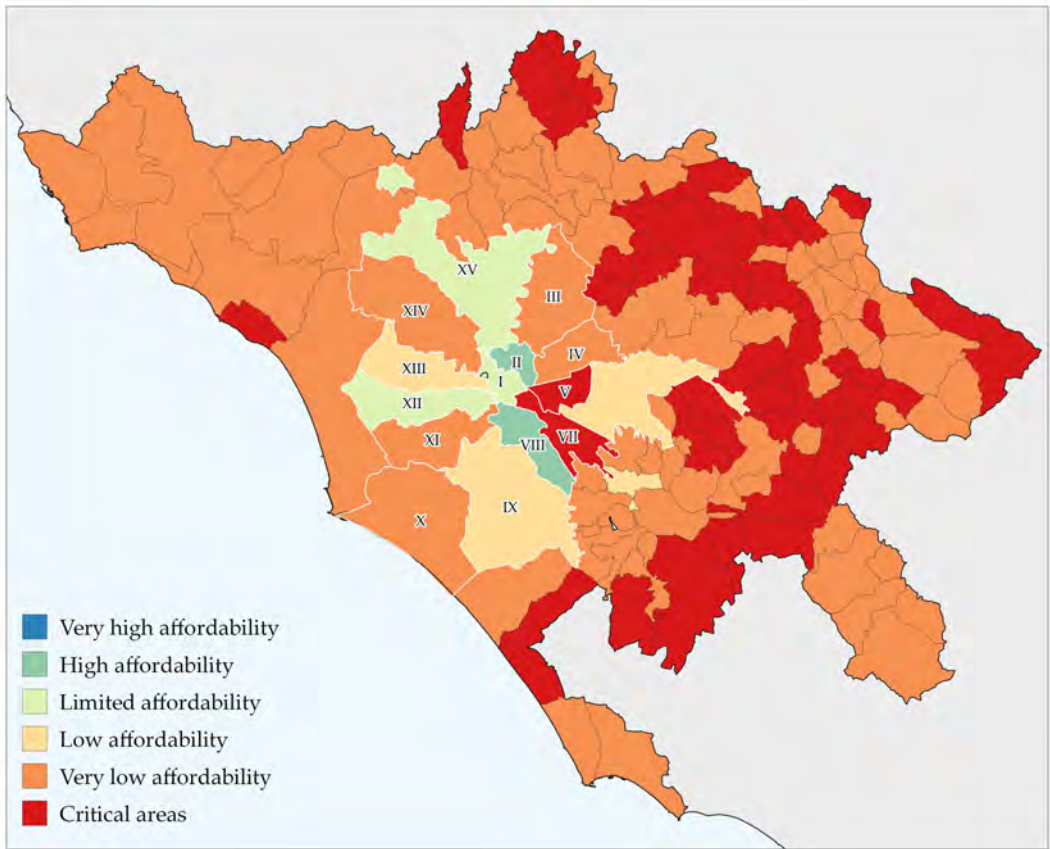 XV
III
XIV
IV
II
XIII
I
V
XII
VII
XI
VIII
IX
X
Very high affordability
High affordability
Limited affordability
Low affordability
Very low affordability
Critical areas